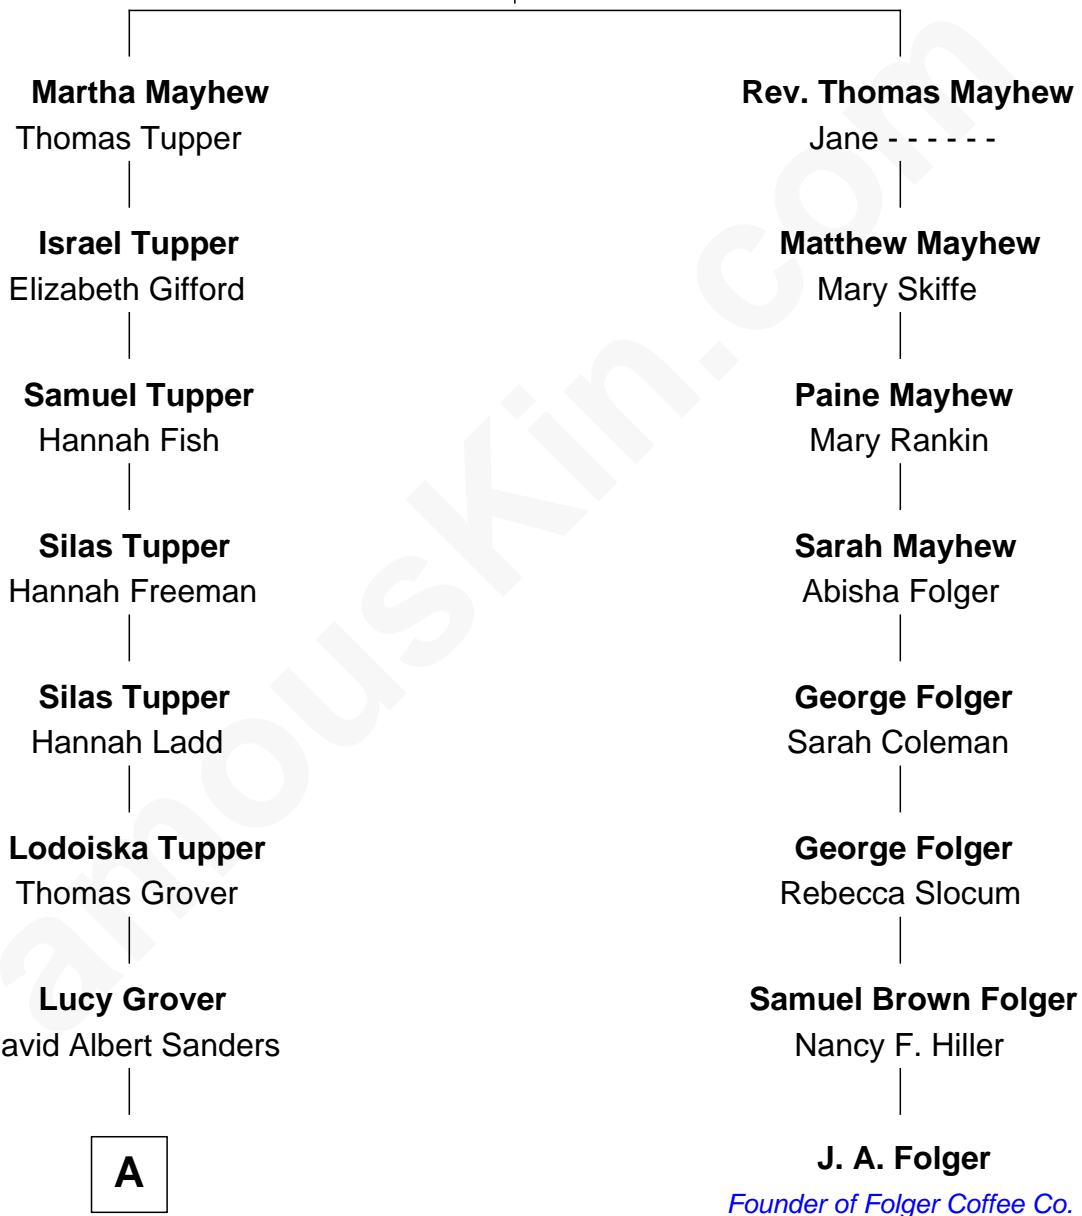 Martha Mayhew
Thomas Tupper
Israel Tupper
Elizabeth Gifford
Samuel Tupper
Hannah Fish
Silas Tupper
Hannah Freeman
Silas Tupper
Hannah Ladd
Lodoiska Tupper
Thomas Grover
Lucy Grover
avid Albert Sanders
A
Rev. Thomas Mayhew
Jane - - - - - -
Matthew Mayhew
Mary Skiffe
Paine Mayhew
Mary Rankin
Sarah Mayhew
Abisha Folger
George Folger
Sarah Coleman
George Folger
Rebecca Slocum
Samuel Brown Folger
Nancy F. Hiller
J. A. Folger
Founder of Folger Coffee Co.
amouskin.com